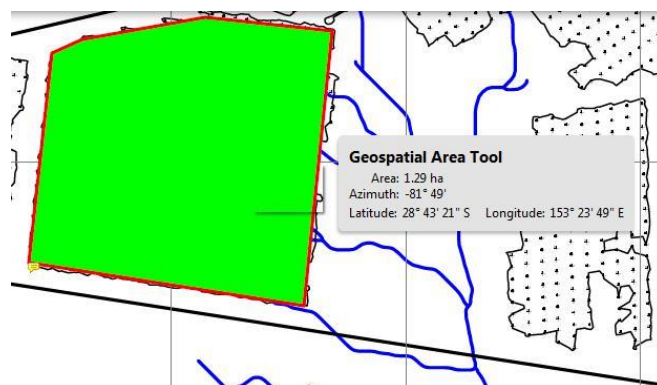 Geospatial Area Tool
Area: 1.29 ha
Azimuth: -81° 49'
Latitude: 28° 43' 21" S Longitude: 153° 23' 49" E